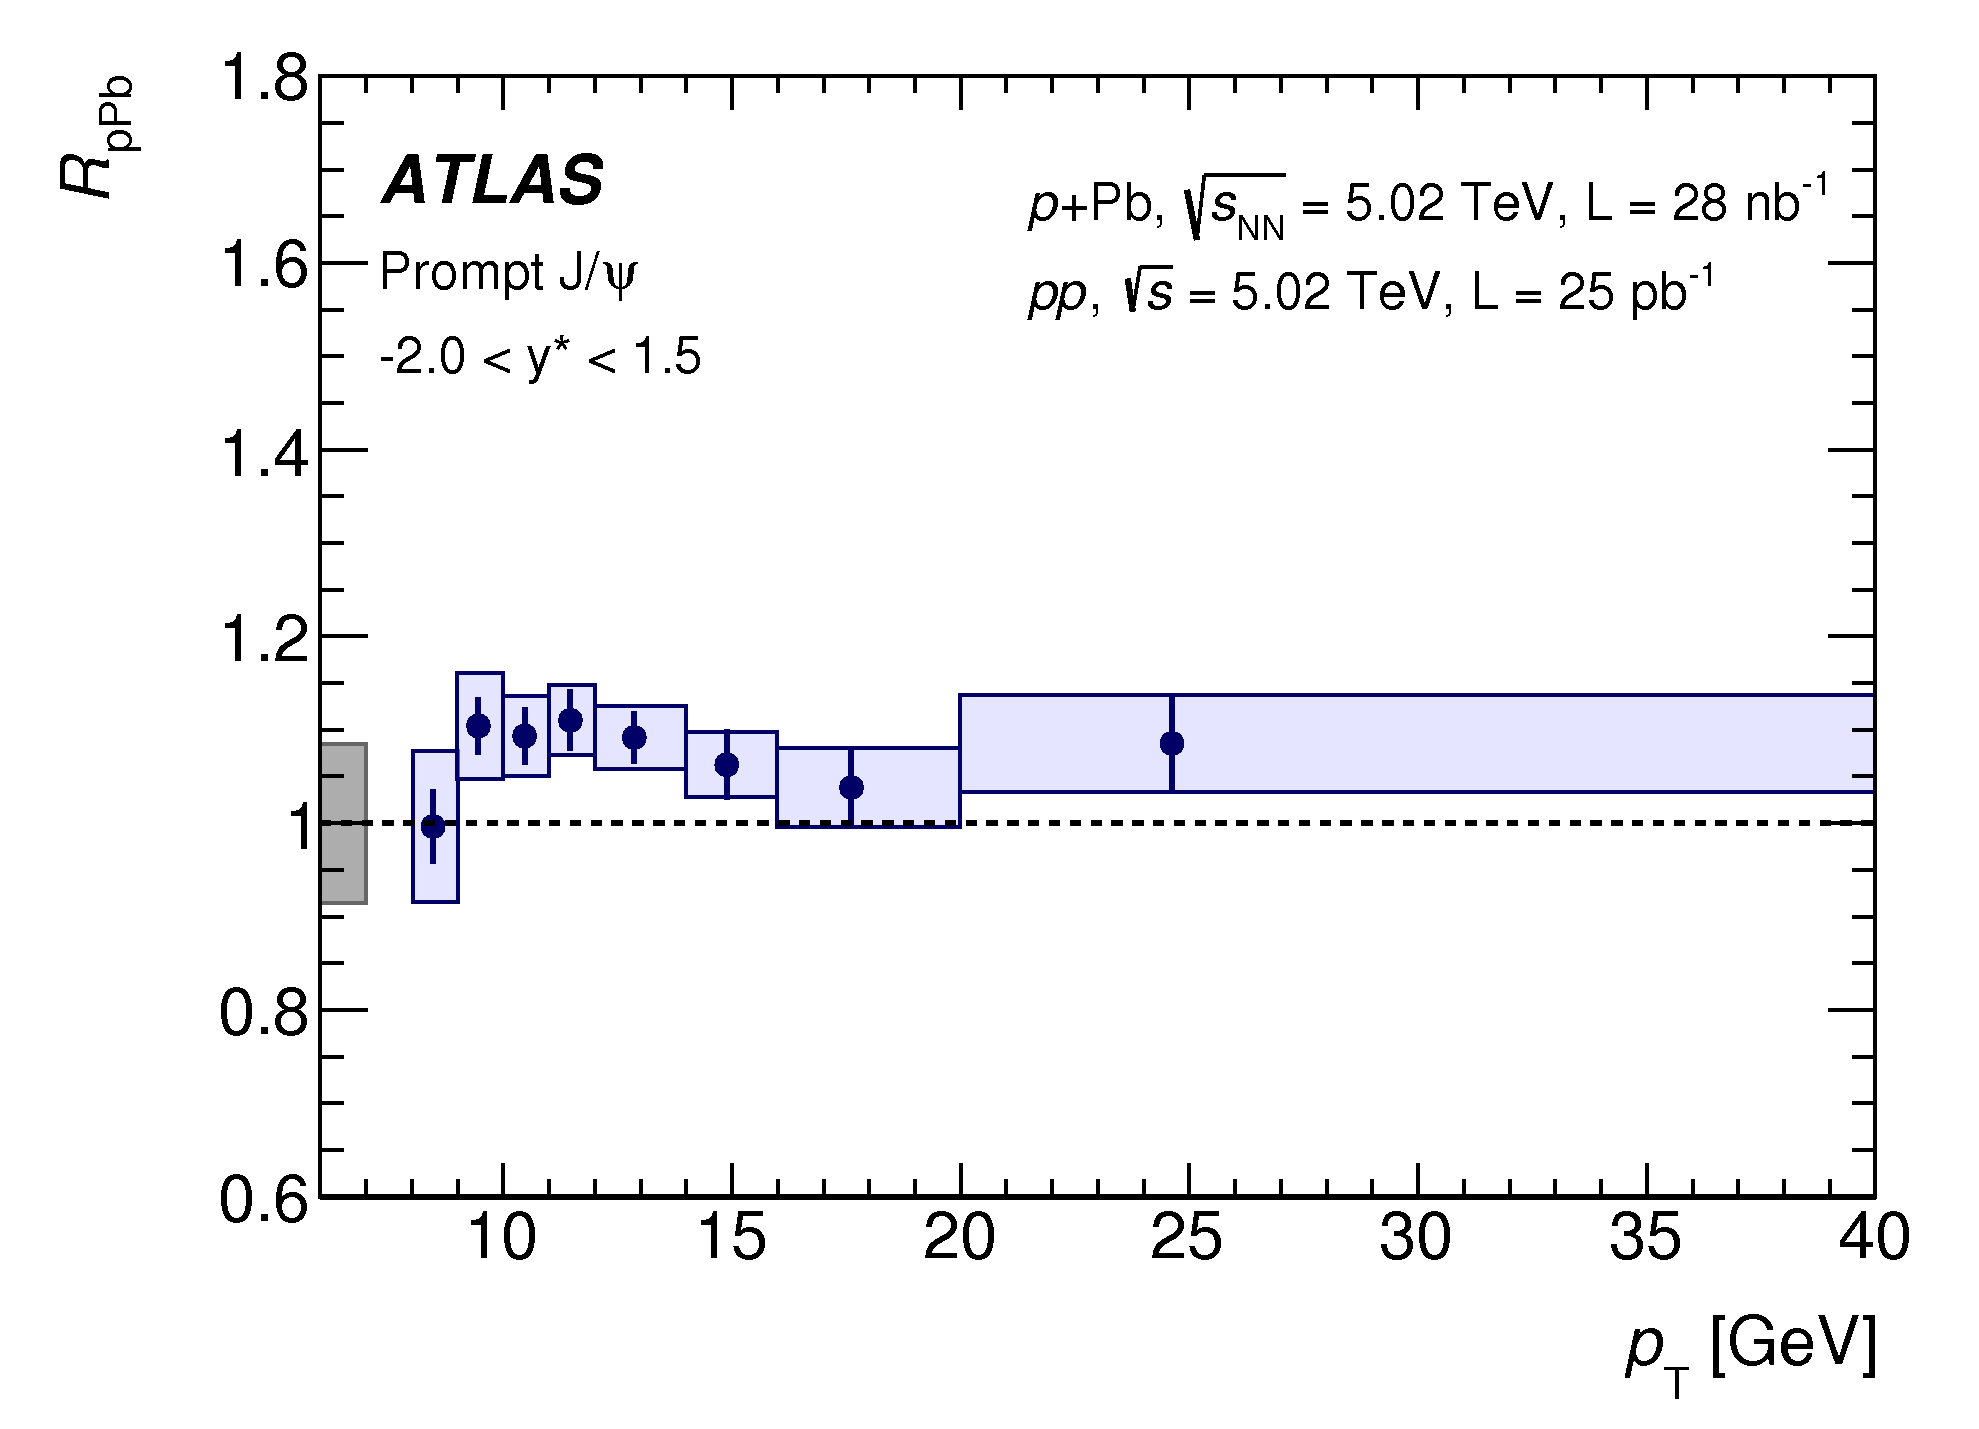 R_pPb
1.8
1.6
1.4
1.2
1
0.8
0.6
ATLAS
Prompt J/ψ
-2.0 < y* < 1.5
p+Pb, √s_NN = 5.02 TeV, L = 28 nb⁻¹
pp, √s = 5.02 TeV, L = 25 pb⁻¹
10 15 20 25 30 35 40
p_T [GeV]